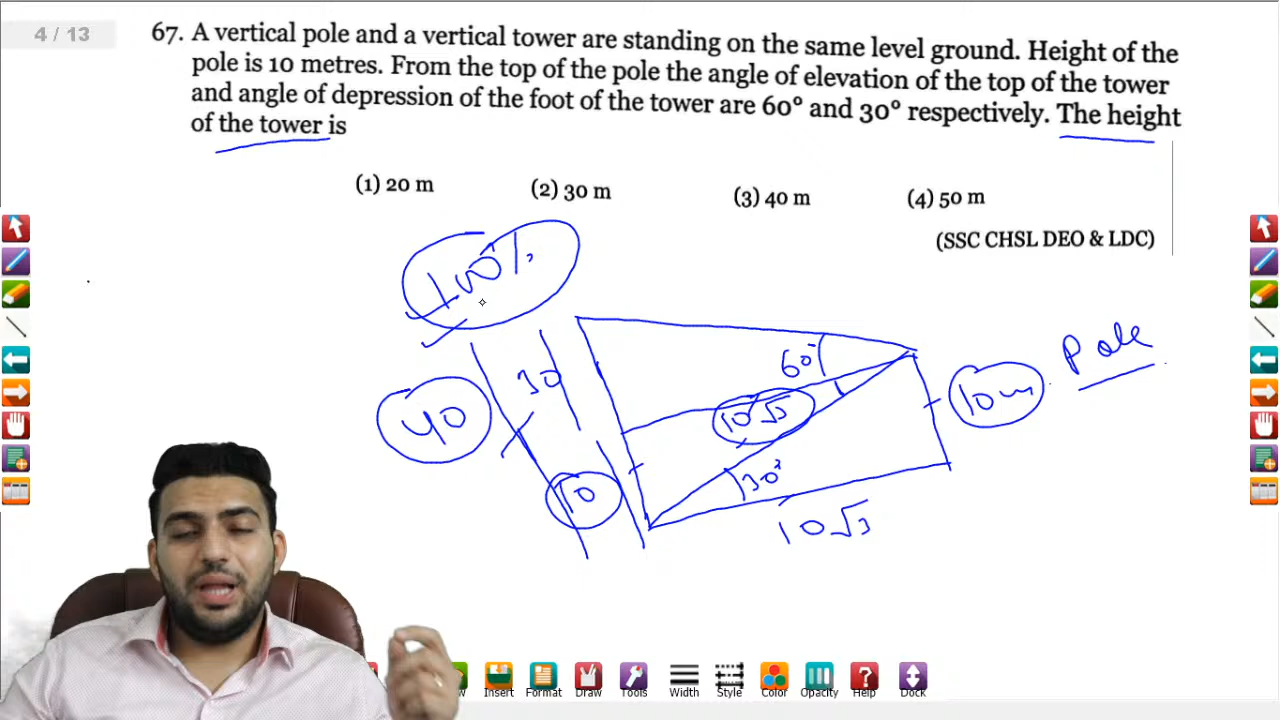 4 / 13
67. A vertical pole and a vertical tower are standing on the same level ground. Height of the
pole is 10 metres. From the top of the pole the angle of elevation of the top of the tower
and angle of depression of the foot of the tower are 60° and 30° respectively. The height
of the tower is
(1) 20 m (2) 30 m (3) 40 m (4) 50 m
(SSC CHSL DEO & LDC)
100%
Pole
60°
30
10m
10√3
40
30°
10
10√3
Insert Format Draw Tools Width Style Color Opacity Help Dock